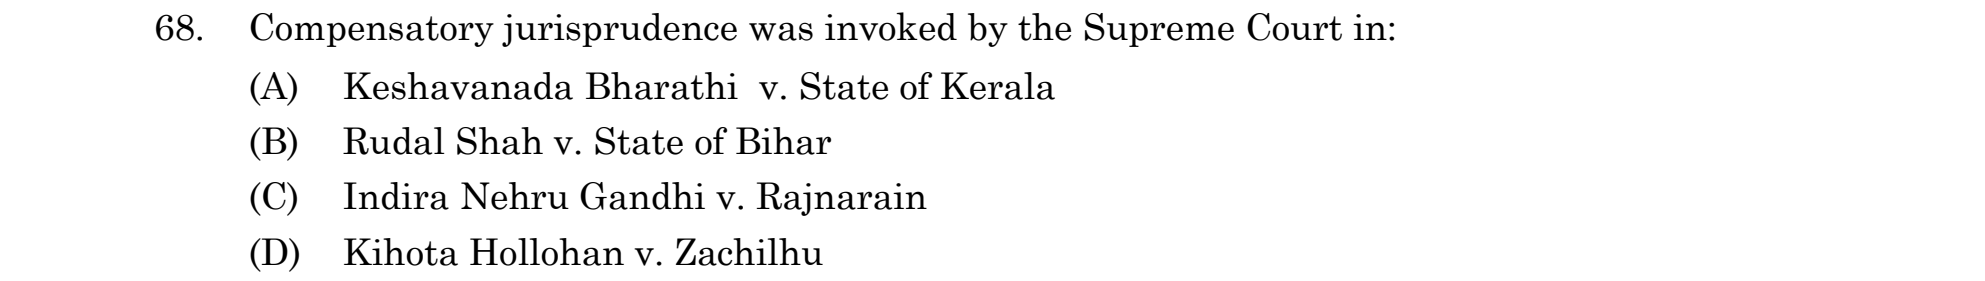 68. Compensatory jurisprudence was invoked by the Supreme Court in:
(A) Keshavanada Bharathi v. State of Kerala
(B) Rudal Shah v. State of Bihar
(C) Indira Nehru Gandhi v. Rajnarain
(D) Kihota Hollohan v. Zachilhu